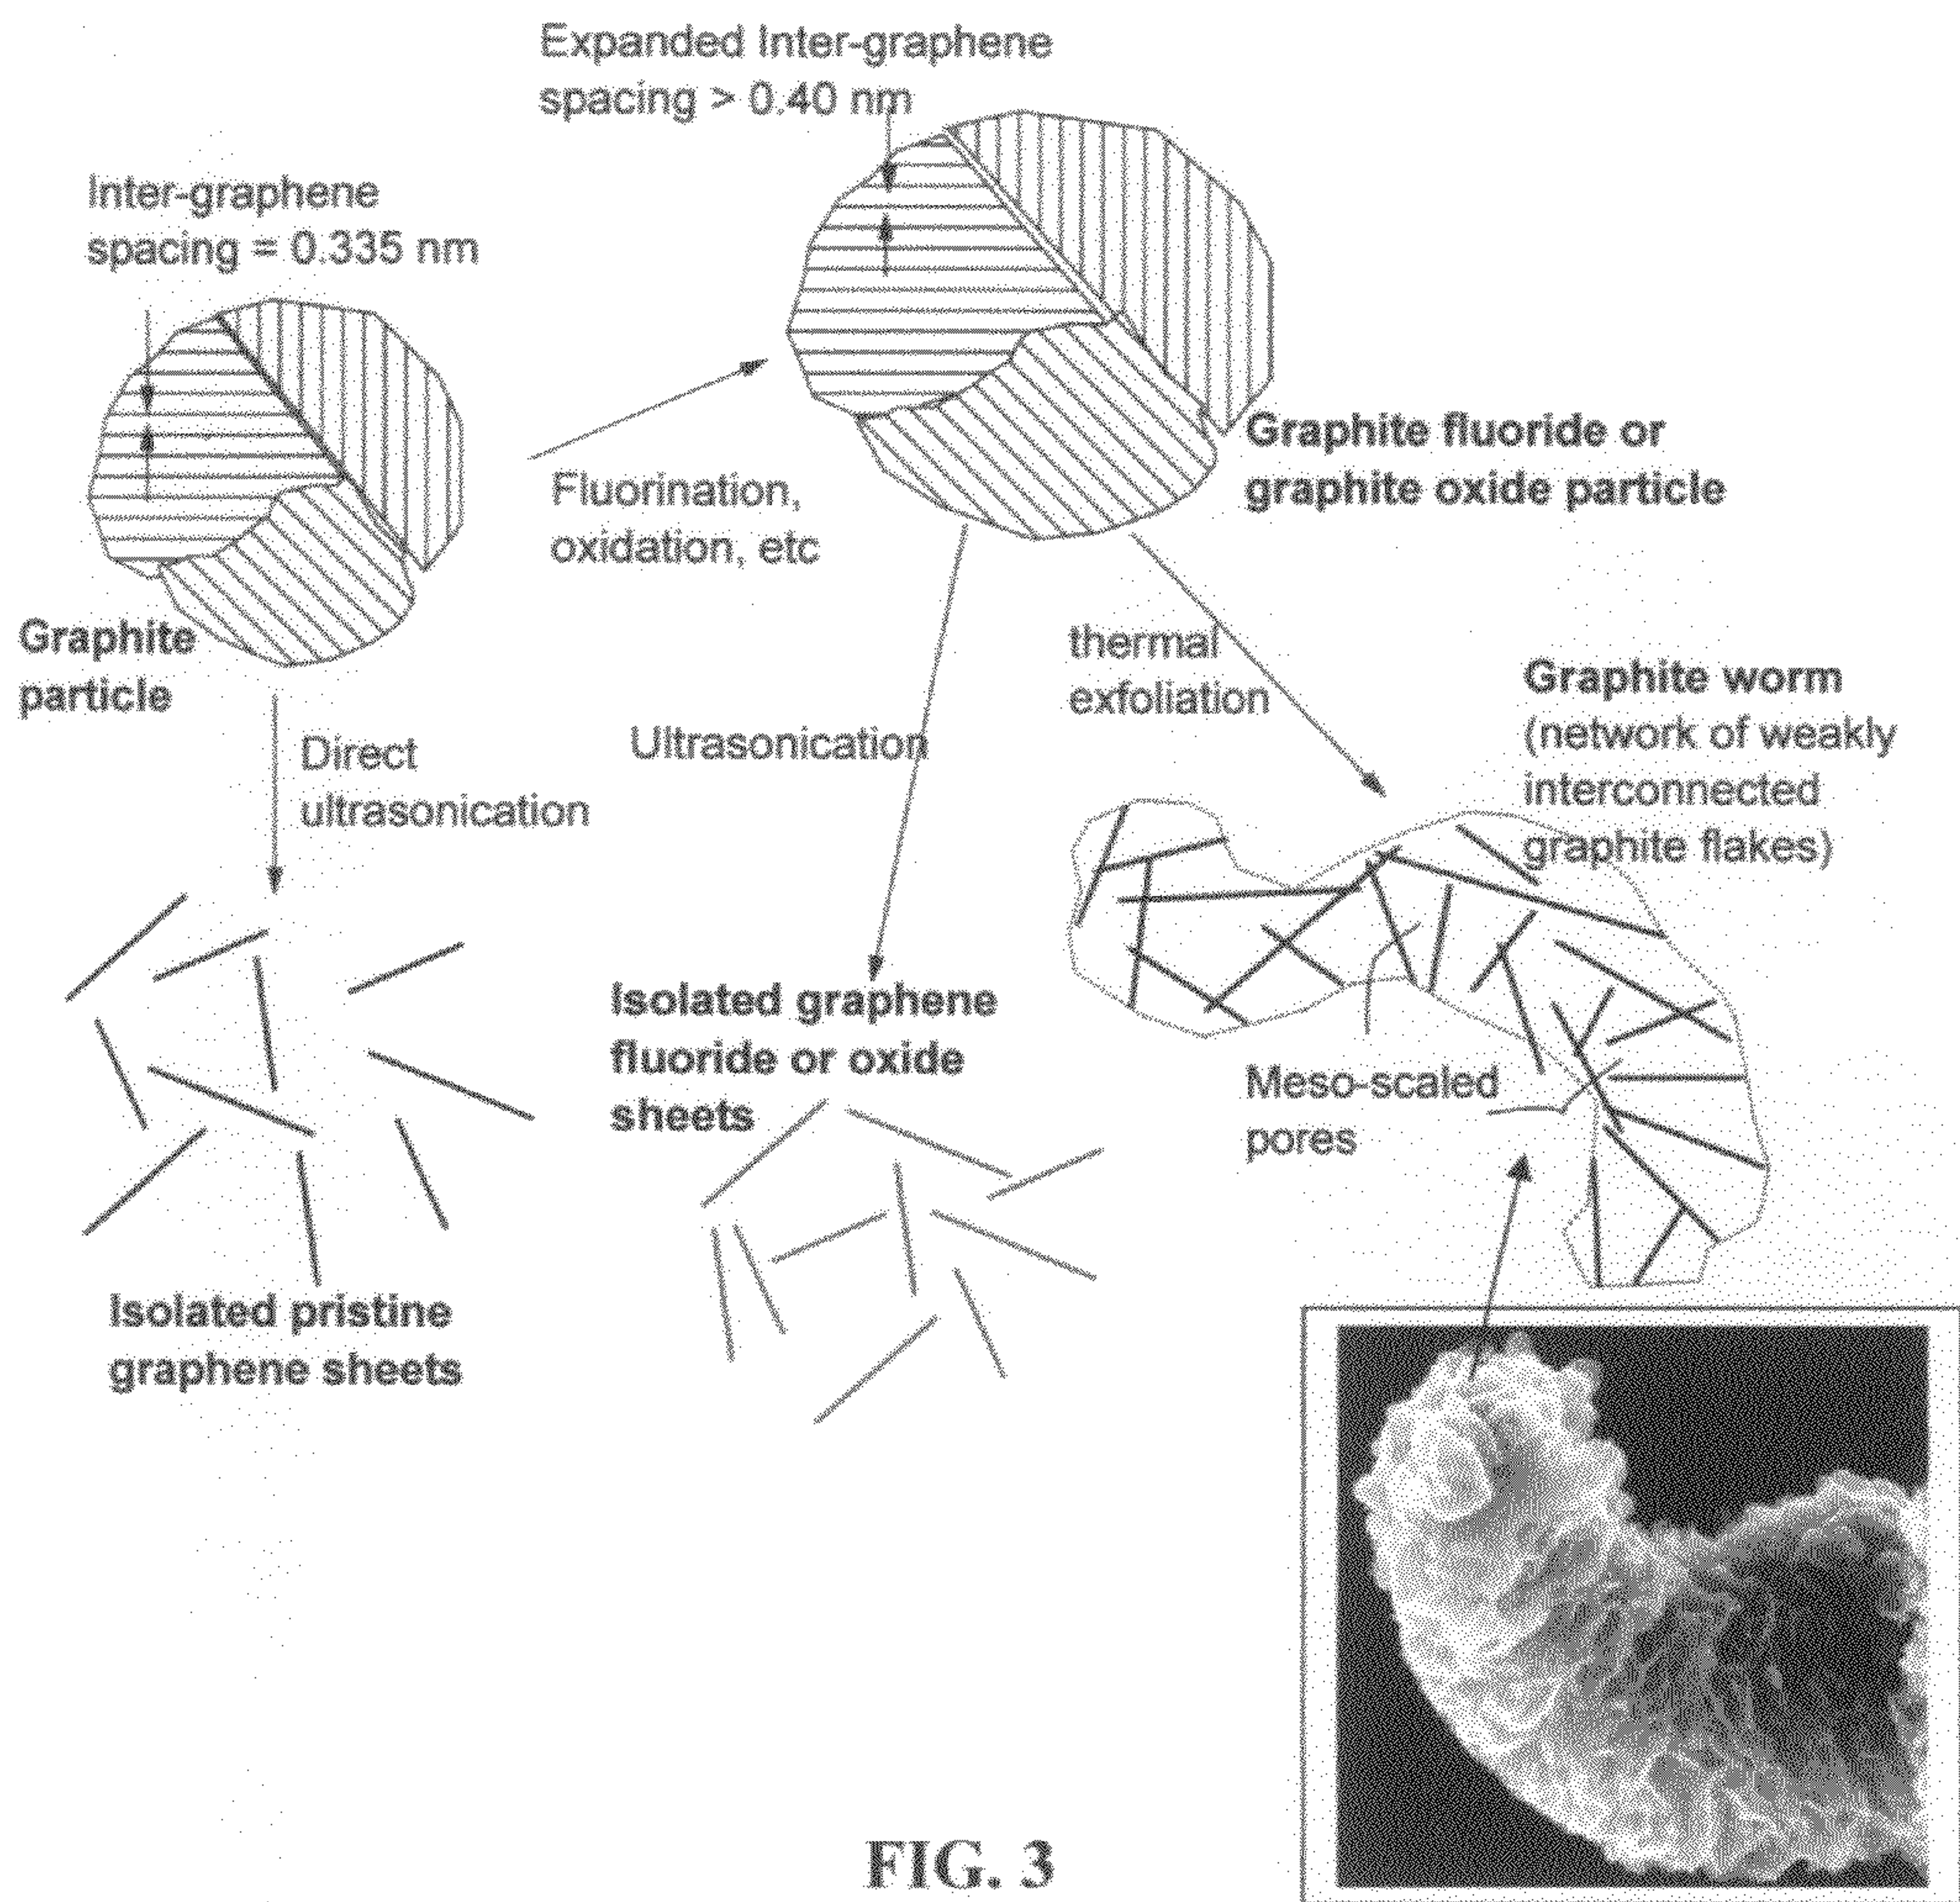 Expanded Inter-graphene
spacing > 0.40 nm
Inter-graphene
spacing = 0.335 nm
Graphite fluoride or
graphite oxide particle
Fluorination,
oxidation, etc
Graphite
particle
thermal
exfoliation
Graphite worm
(network of weakly
interconnected
graphite flakes)
Direct
ultrasonication
Ultrasonication
Isolated graphene
fluoride or oxide
sheets
Meso-scaled
pores
Isolated pristine
graphene sheets
FIG. 3